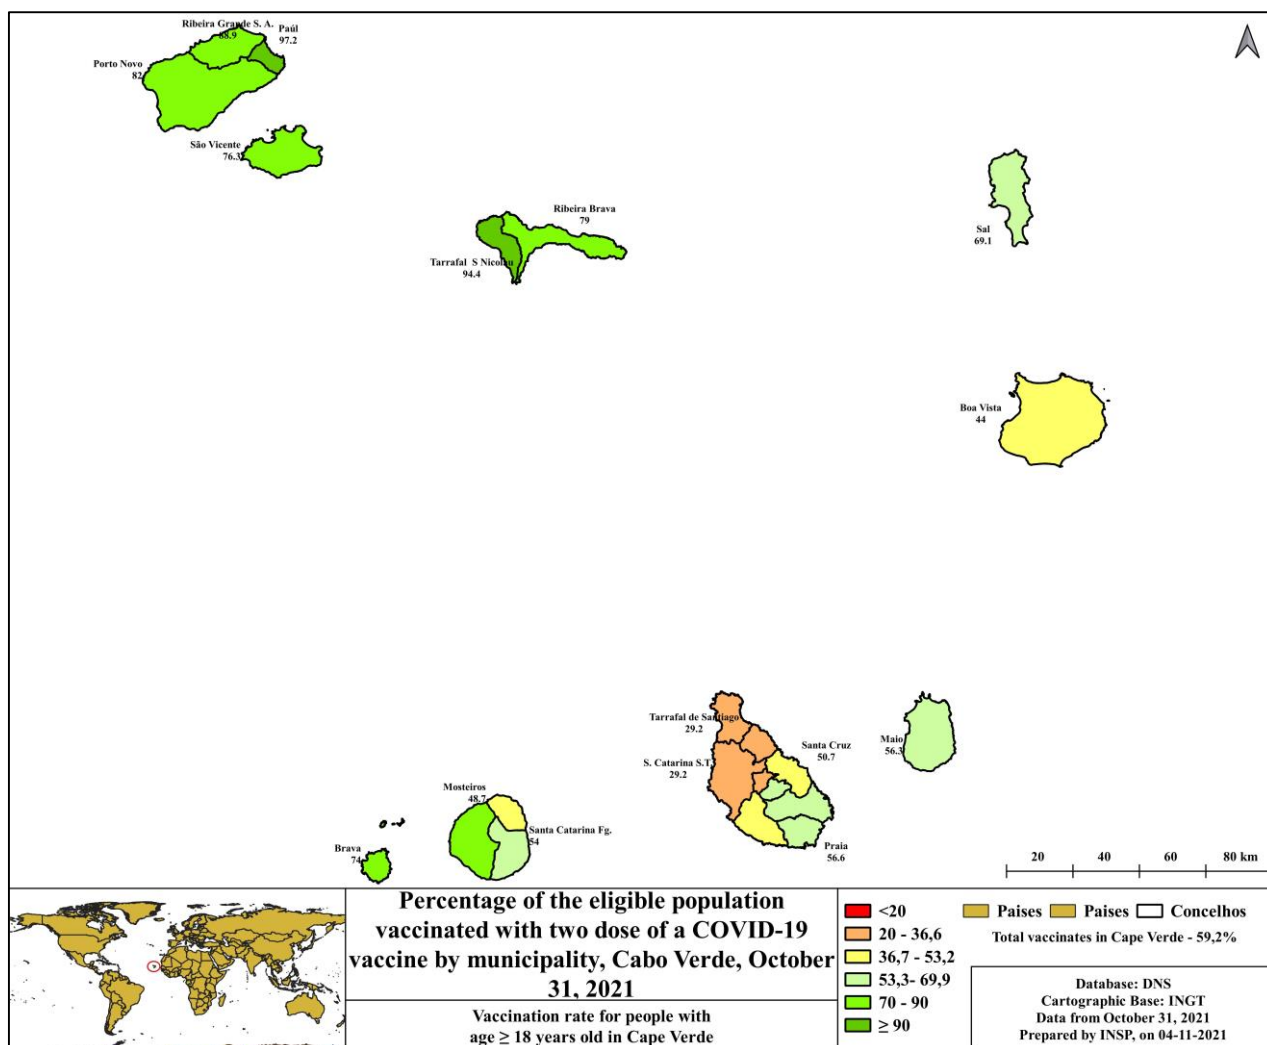 Ribeira Grande S. A.
88.9
Paúl
97.2
Porto Novo
82
São Vicente
76.3
Ribeira Brava
79
Tarrafal S Nicolau
94.4
Sal
69.1
Boa Vista
44
Tarrafal de Santiago
29.2
S. Catarina S.T.
29.2
Santa Cruz
50.7
Maio
56.3
Mosteiros
48.7
Santa Catarina Fg.
54
Brava
74
Praia
56.6
20 40 60 80 km
Percentage of the eligible population
vaccinated with two dose of a COVID-19
vaccine by municipality, Cabo Verde, October
31, 2021
Vaccination rate for people with
age ≥ 18 years old in Cape Verde
<20
20 - 36,6
36,7 - 53,2
53,3- 69,9
70 - 90
≥ 90
Paises Paises Concelhos
Total vaccinates in Cape Verde - 59,2%
Database: DNS
Cartographic Base: INGT
Data from October 31, 2021
Prepared by INSP, on 04-11-2021